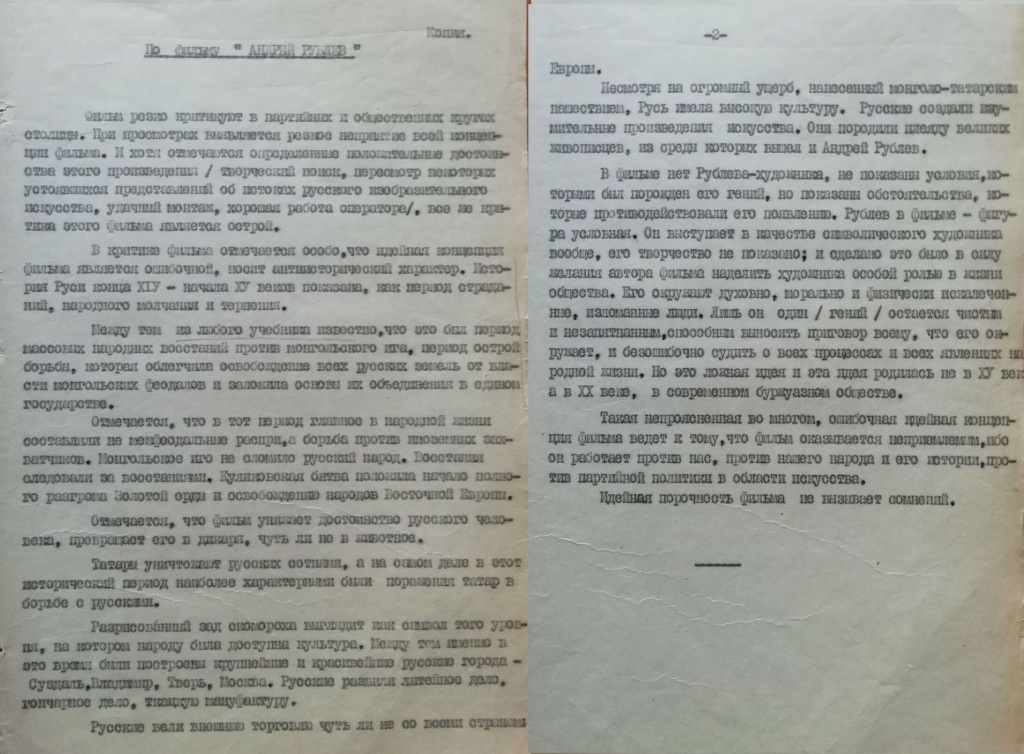 Копия.
По фильму " АНДРЕЙ РУБЛЕВ "
Фильм резко критикуют в партийных и общественных кругах
столицы. При просмотрах выявляется резкое неприятие всей концеп-
ции фильма. И хотя отмечаются определенные положительные достоин-
ства этого произведения / творческий поиск, пересмотр некоторых
устоявшихся представлений об истоках русского изобразительного
искусства, удачный монтаж, хорошая работа оператора/, все же кри-
тика этого фильма является острой.
В критике фильма отмечается особо,что идейная концепция
фильма является ошибочной, носит антиисторический характер. Исто-
рия Руси конца XIУ - начала ХУ веков показана, как период страда-
ний, народного молчания и терпения.
Между тем из любого учебника известно,что это был период
массовых народных восстаний против монгольского ига, период острой
борьбы, которая облегчила освобождение всех русских земель от вла-
сти монгольских феодалов и заложила основы их объединения в едином
государстве.
Отмечается, что в тот период главное в народной жизни
составляли не межфеодальные распри,а борьба против иноземных зах-
ватчиков. Монгольское иго не сломило русский народ. Восстания
следовали за восстаниями. Куликовская битва положила начало полно-
го разгрома Золотой орды и освобождению народов Восточной Европы.
Отмечается, что фильм унижает достоинство русского чело-
века, превращает его в дикаря, чуть ли не в животное.
Татары уничтожают русских сотнями, а на самом деле в этот
исторический период наиболее характерными были поражения татар в
борьбе с русскими.
Разрисованный зад скомороха выглядит как символ того уров-
ня, на котором народу была доступна культура. Между тем именно в
это время были построены крупнейшие и красивейшие русские города -
Суздаль,Владимир, Тверь, Москва. Русские развили литейное дело,
гончарное дело, ткацкую мануфактуру.
Русские вели внешнюю торговлю чуть ли не со всеми странами
-2-
Европы.
Несмотря на огромный ущерб, нанесенный монголо-татарским
нашествием, Русь имела высокую культуру. Русские создали изу-
мительные произведения искусства. Они породили плеяду великих
живописцев, из среды которых вышел и Андрей Рублев.
В фильме нет Рублева-художника, не показаны условия,ко-
торыми был порожден его гений, но показаны обстоятельства, ко-
торые противодействовали его появлению. Рублев в фильме - фигу-
ра условная. Он выступает в качестве символического художника
вообще, его творчество не показано; и сделано это было в силу
желания автора фильма наделить художника особой ролью в жизни
общества. Его окружают духовно, морально и физически искалечен-
ные, изломанные люди. Лишь он один / гений / остается чистым
и незапятнанным,способным выносить приговор всему, что его ок-
ружает, и безошибочно судить о всех процессах и всех явлениях на
родной жизни. Но это ложная идея и эта идея родилась не в ХУ век
а в ХХ веке, в современном буржуазном обществе.
Такая непроясненная во многом, ошибочная идейная концеп-
ция фильма ведет к тому,что фильм оказывается неприемлемым,ибо
он работает против нас, против нашего народа и его истории,про-
тив партийной политики в области искусства.
Идейная порочность фильма не вызывает сомнений.